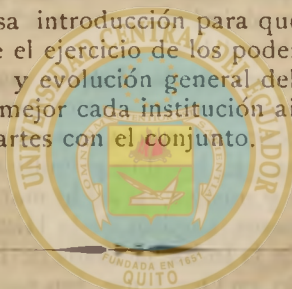 sa introducción para que
e el ejercicio de los poder
y evolución general del
mejor cada institución ai
artes con el conjunto.
UNIVERSIDAD CENTRAL DEL ECUADOR
FUNDADA EN 1651
QUITO